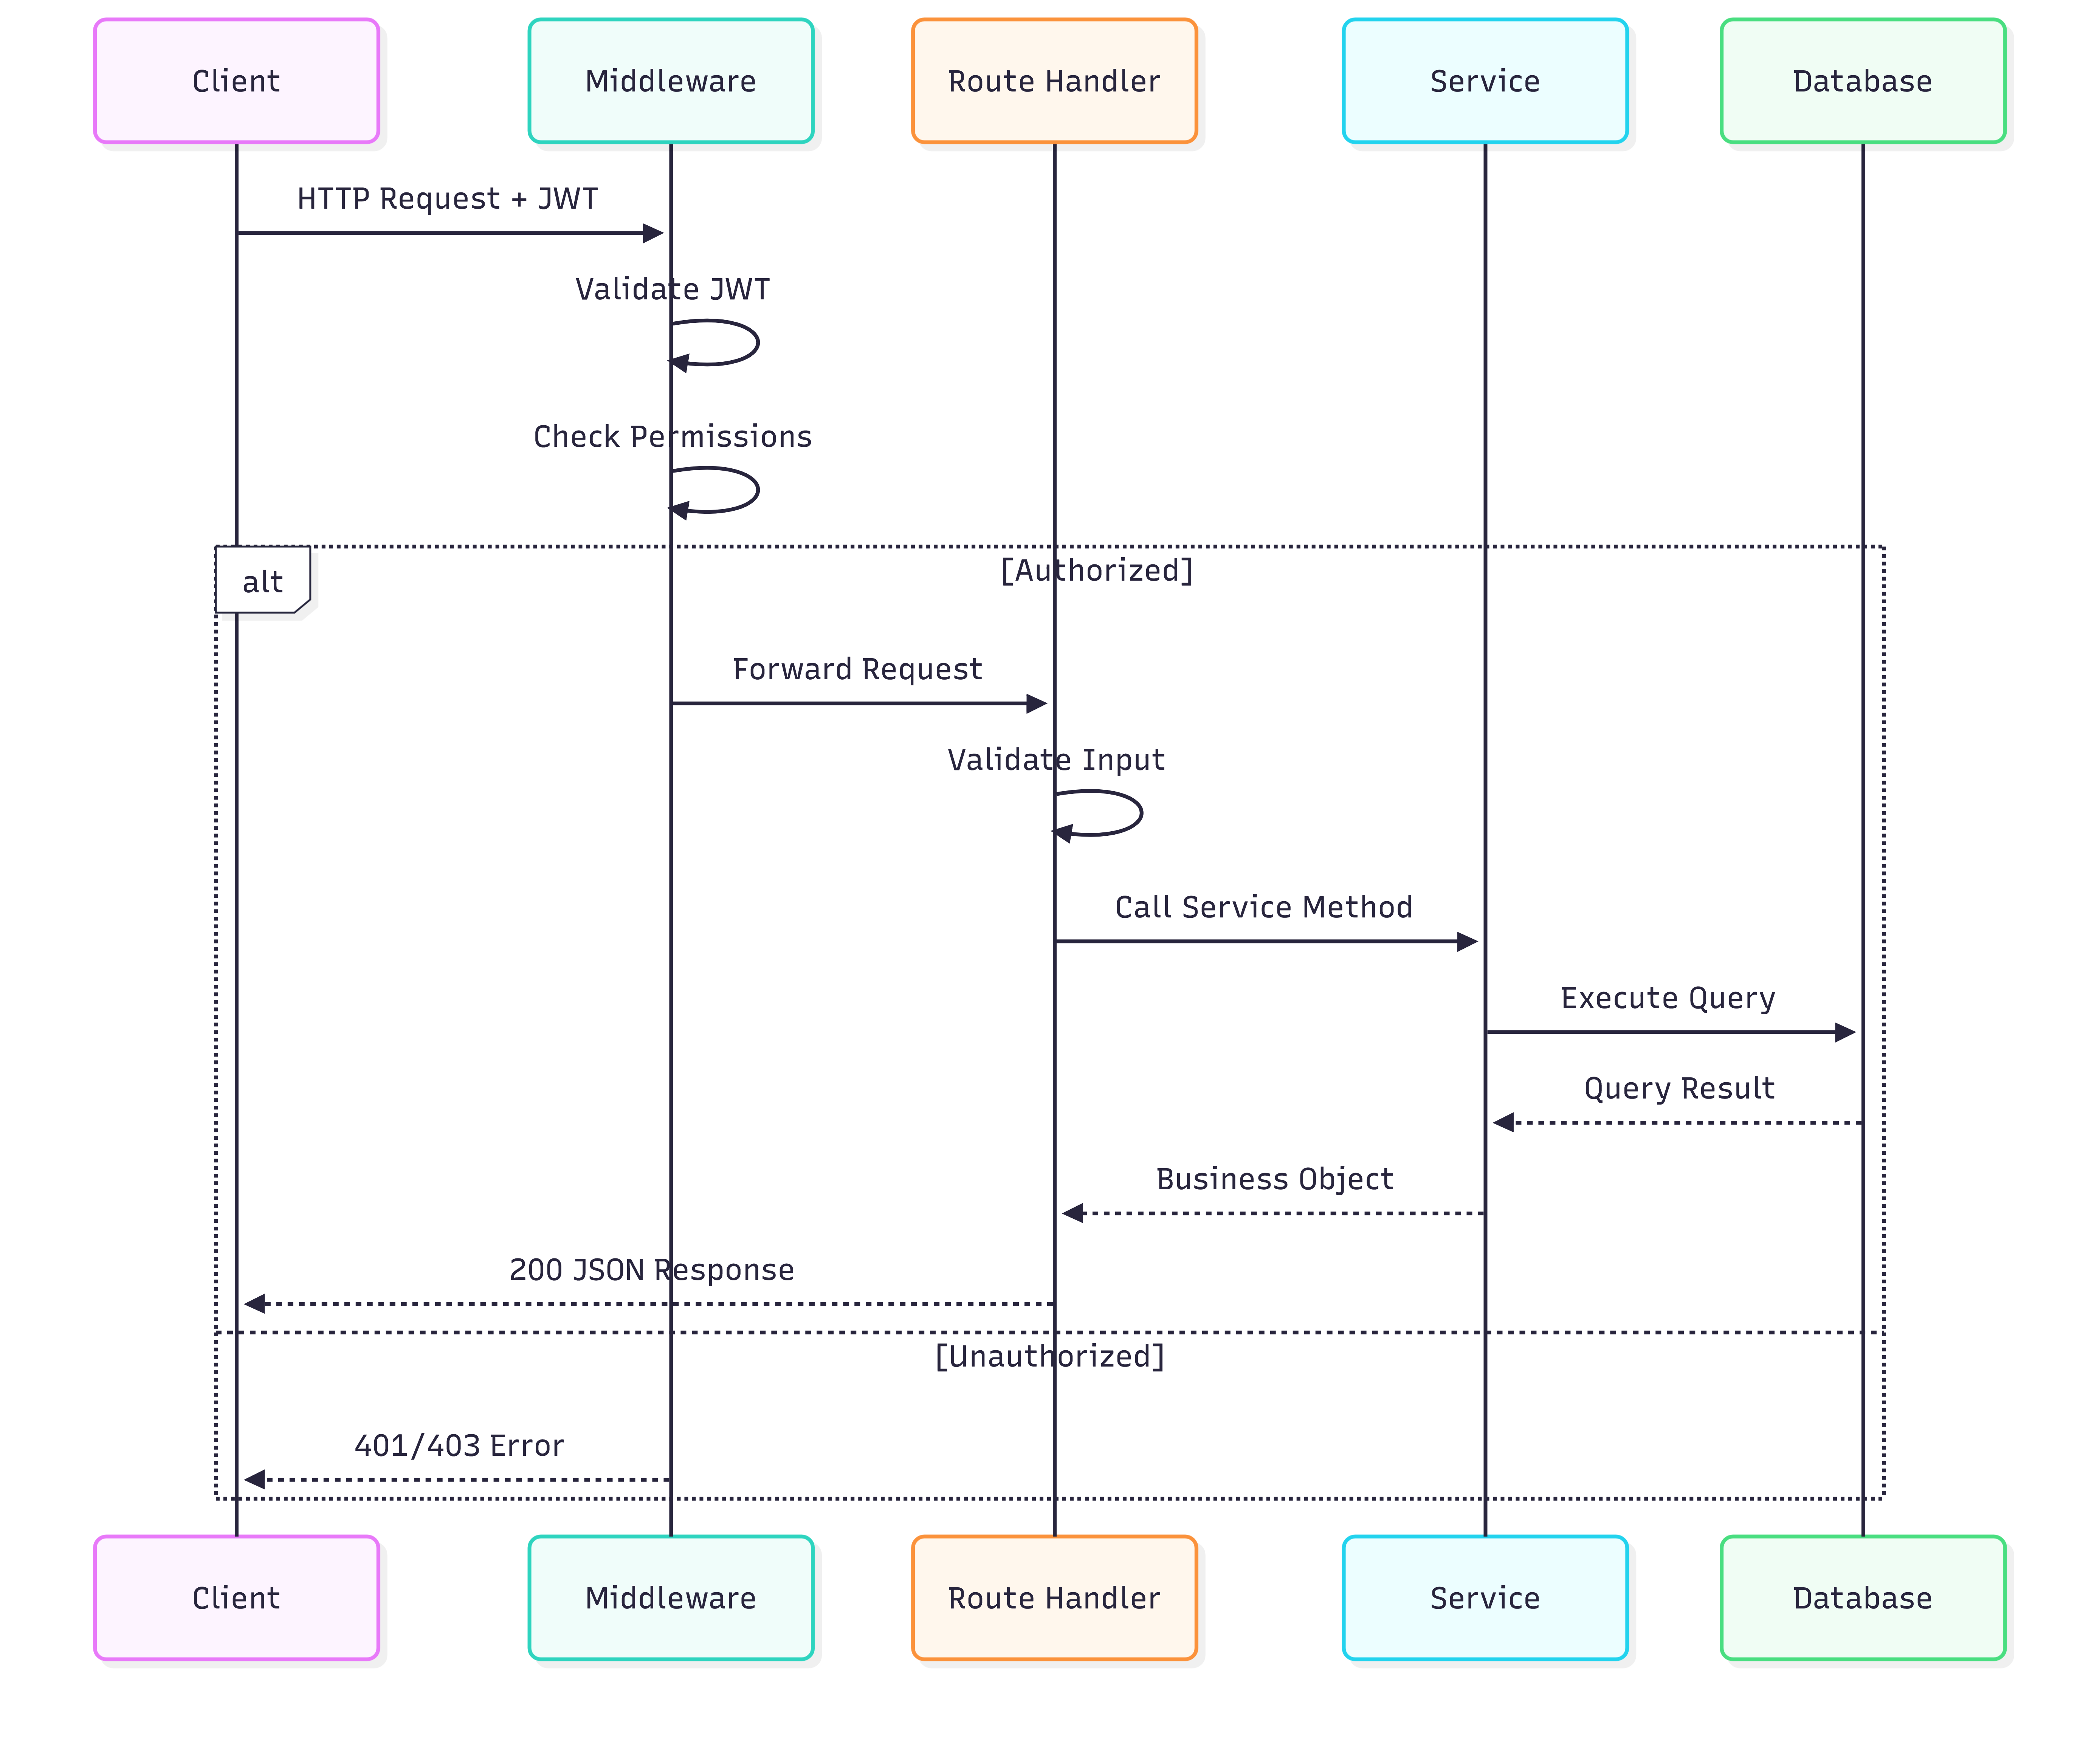 Client
Middleware
Route Handler
Service
Database
HTTP Request + JWT
Validate JWT
Check Permissions
alt
[Authorized]
Forward Request
Validate Input
Call Service Method
Execute Query
Query Result
Business Object
200 JSON Response
[Unauthorized]
401/403 Error
Client
Middleware
Route Handler
Service
Database